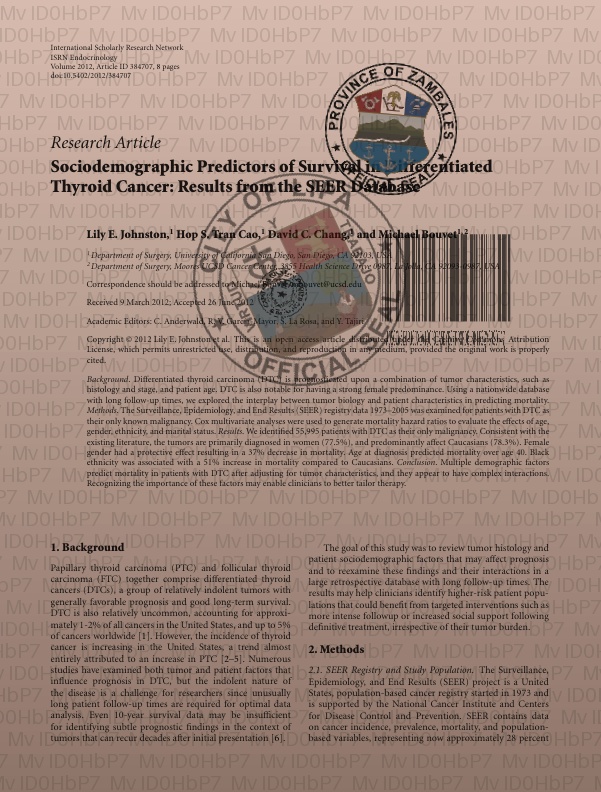 International Scholarly Research Network
ISRN Endocrinology
Volume 2012, Article ID 384707, 8 pages
doi:10.5402/2012/384707
Research Article
Sociodemographic Predictors of Survival in Differentiated
Thyroid Cancer: Results from the SEER Database
Lily E. Johnston,1 Hop S. Tran Cao,1 David C. Chang,1 and Michael Bouvet1,2
1 Department of Surgery, University of California San Diego, San Diego, CA 92103, USA
2 Department of Surgery, Moores UCSD Cancer Center, 3855 Health Science Drive 0987, La Jolla, CA 92093-0987, USA
Correspondence should be addressed to Michael Bouvet, mbouvet@ucsd.edu
Received 9 March 2012; Accepted 26 June 2012
Academic Editors: C. Anderwald, R. V. García-Mayor, S. La Rosa, and Y. Tajiri
Copyright © 2012 Lily E. Johnston et al. This is an open access article distributed under the Creative Commons Attribution
License, which permits unrestricted use, distribution, and reproduction in any medium, provided the original work is properly
cited.
Background. Differentiated thyroid cancer (DTC) is prognosticated upon a combination of tumor characteristics, such as
histology and stage, and patient age. DTC is also notable for having a strong female predominance. Using a nationwide database
with long follow-up times, we explored the interplay between tumor biology and patient characteristics in predicting mortality.
Methods. The Surveillance, Epidemiology, and End Results (SEER) registry data 1973–2005 was examined for patients with DTC as
their only known malignancy. Cox multivariate analyses were used to generate mortality hazard ratios to evaluate the effects of age,
gender, ethnicity, and marital status. Results. We identified 55,995 patients with DTC as their only malignancy. Consistent with the
existing literature, the tumors are primarily diagnosed in women (77.5%), and predominantly affect Caucasians (78.3%). Female
gender had a protective effect resulting in a 37% decrease in mortality. Age at diagnosis predicted mortality over age 40. Black
ethnicity was associated with a 51% increase in mortality compared to Caucasians. Conclusion. Multiple demographic factors
predict mortality in patients with DTC after adjusting for tumor characteristics, and they appear to have complex interactions.
Recognizing the importance of these factors may enable clinicians to better tailor therapy.
1. Background
Papillary thyroid carcinoma (PTC) and follicular thyroid
carcinoma (FTC) together comprise differentiated thyroid
cancers (DTCs), a group of relatively indolent tumors with
generally favorable prognosis and good long-term survival.
DTC is also relatively uncommon, accounting for approxi-
mately 1-2% of all cancers in the United States, and up to 5%
of cancers worldwide [1]. However, the incidence of thyroid
cancer is increasing in the United States, a trend almost
entirely attributed to an increase in PTC [2–5]. Numerous
studies have examined both tumor and patient factors that
influence prognosis in DTC, but the indolent nature of
the disease is a challenge for researchers since unusually
long patient follow-up times are required for optimal data
analysis. Even 10-year survival data may be insufficient
for identifying subtle prognostic findings in the context of
tumors that can recur decades after initial presentation [6].
The goal of this study was to review tumor histology and
patient sociodemographic factors that may affect prognosis
and to reexamine these findings and their interactions in a
large retrospective database with long follow-up times. The
results may help clinicians identify higher-risk patient popu-
lations that could benefit from targeted interventions such as
more intense followup or increased social support following
definitive treatment, irrespective of their tumor burden.
2. Methods
2.1. SEER Registry and Study Population. The Surveillance,
Epidemiology, and End Results (SEER) project is a United
States, population-based cancer registry started in 1973 and
is supported by the National Cancer Institute and Centers
for Disease Control and Prevention. SEER contains data
on cancer incidence, prevalence, mortality, and population-
based variables, representing now approximately 28 percent
PROVINCE OF ZAMBALES
OFFICIAL SEAL
CITY OF LIPA
OFFICIAL SEAL
Mv ID0HbP7